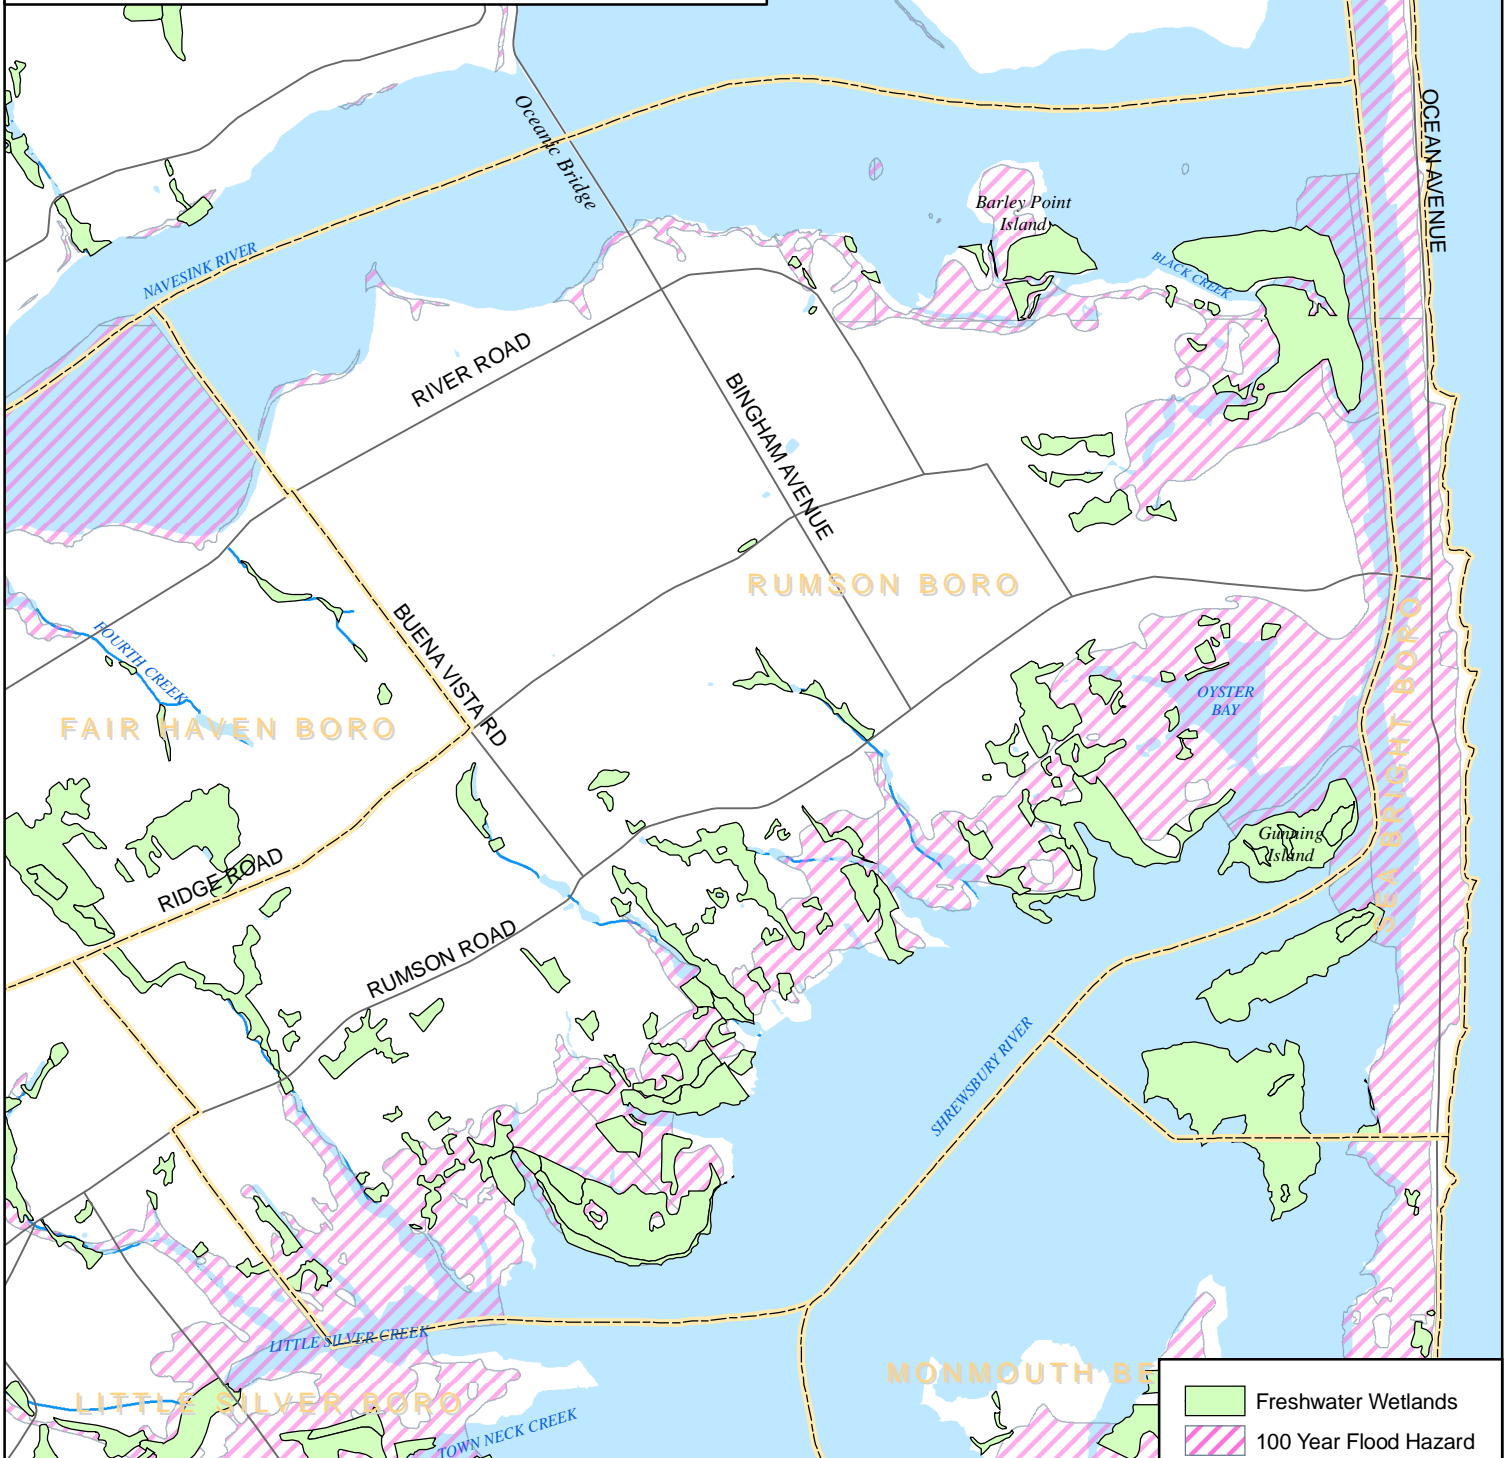 OCEAN AVENUE
Oceanic Bridge
Barley Point
Island
NAVESINK RIVER
BLACK CREEK
RIVER ROAD
BINGHAM AVENUE
RUMSON BORO
BUENA VISTA RD
FOURTH CREEK
FAIR HAVEN BORO
OYSTER
BAY
SEA BRIGHT BORO
Gunning
Island
RIDGE ROAD
RUMSON ROAD
SHREWSBURY RIVER
LITTLE SILVER CREEK
MONMOUTH BE
LITTLE SILVER BORO
TOWN NECK CREEK
Freshwater Wetlands
100 Year Flood Hazard